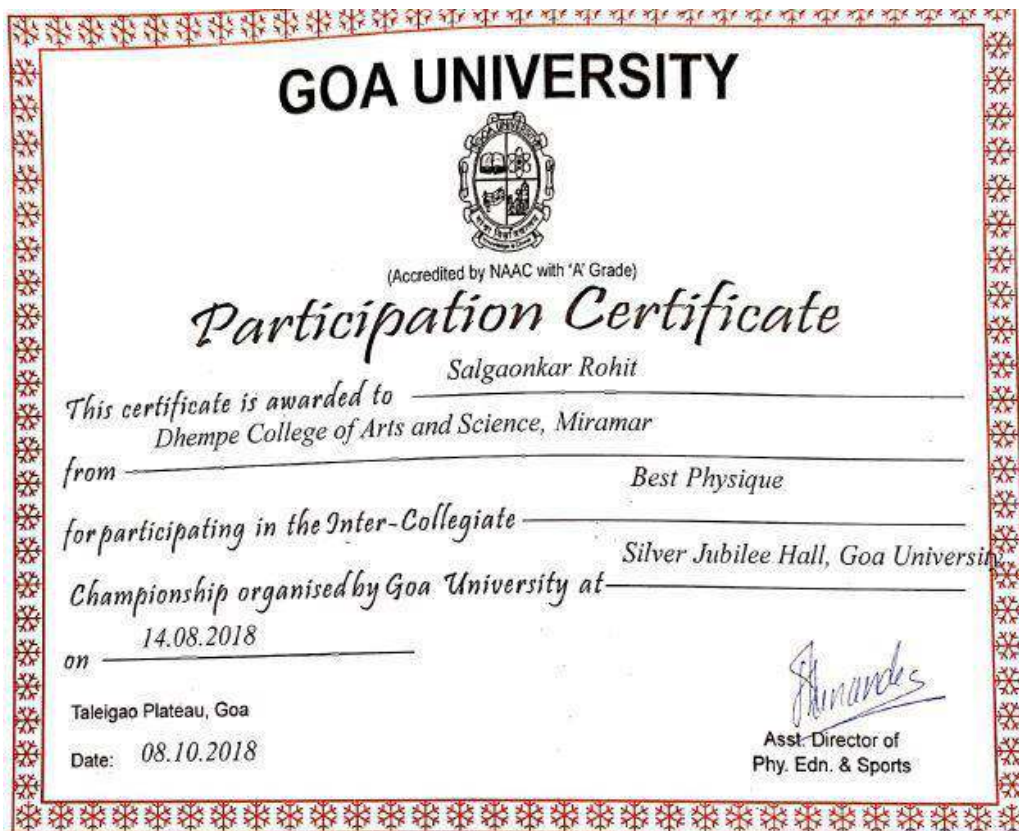 GOA UNIVERSITY
GOA UNIVERSITY
(Accredited by NAAC with 'A' Grade)
Participation Certificate
Salgaonkar Rohit
This certificate is awarded to
Dhempe College of Arts and Science, Miramar
from
Best Physique
for participating in the Inter-Collegiate
Silver Jubilee Hall, Goa University
Championship organised by Goa University at
14.08.2018
on
Taleigao Plateau, Goa
Date: 08.10.2018
Asst. Director of
Phy. Edn. & Sports